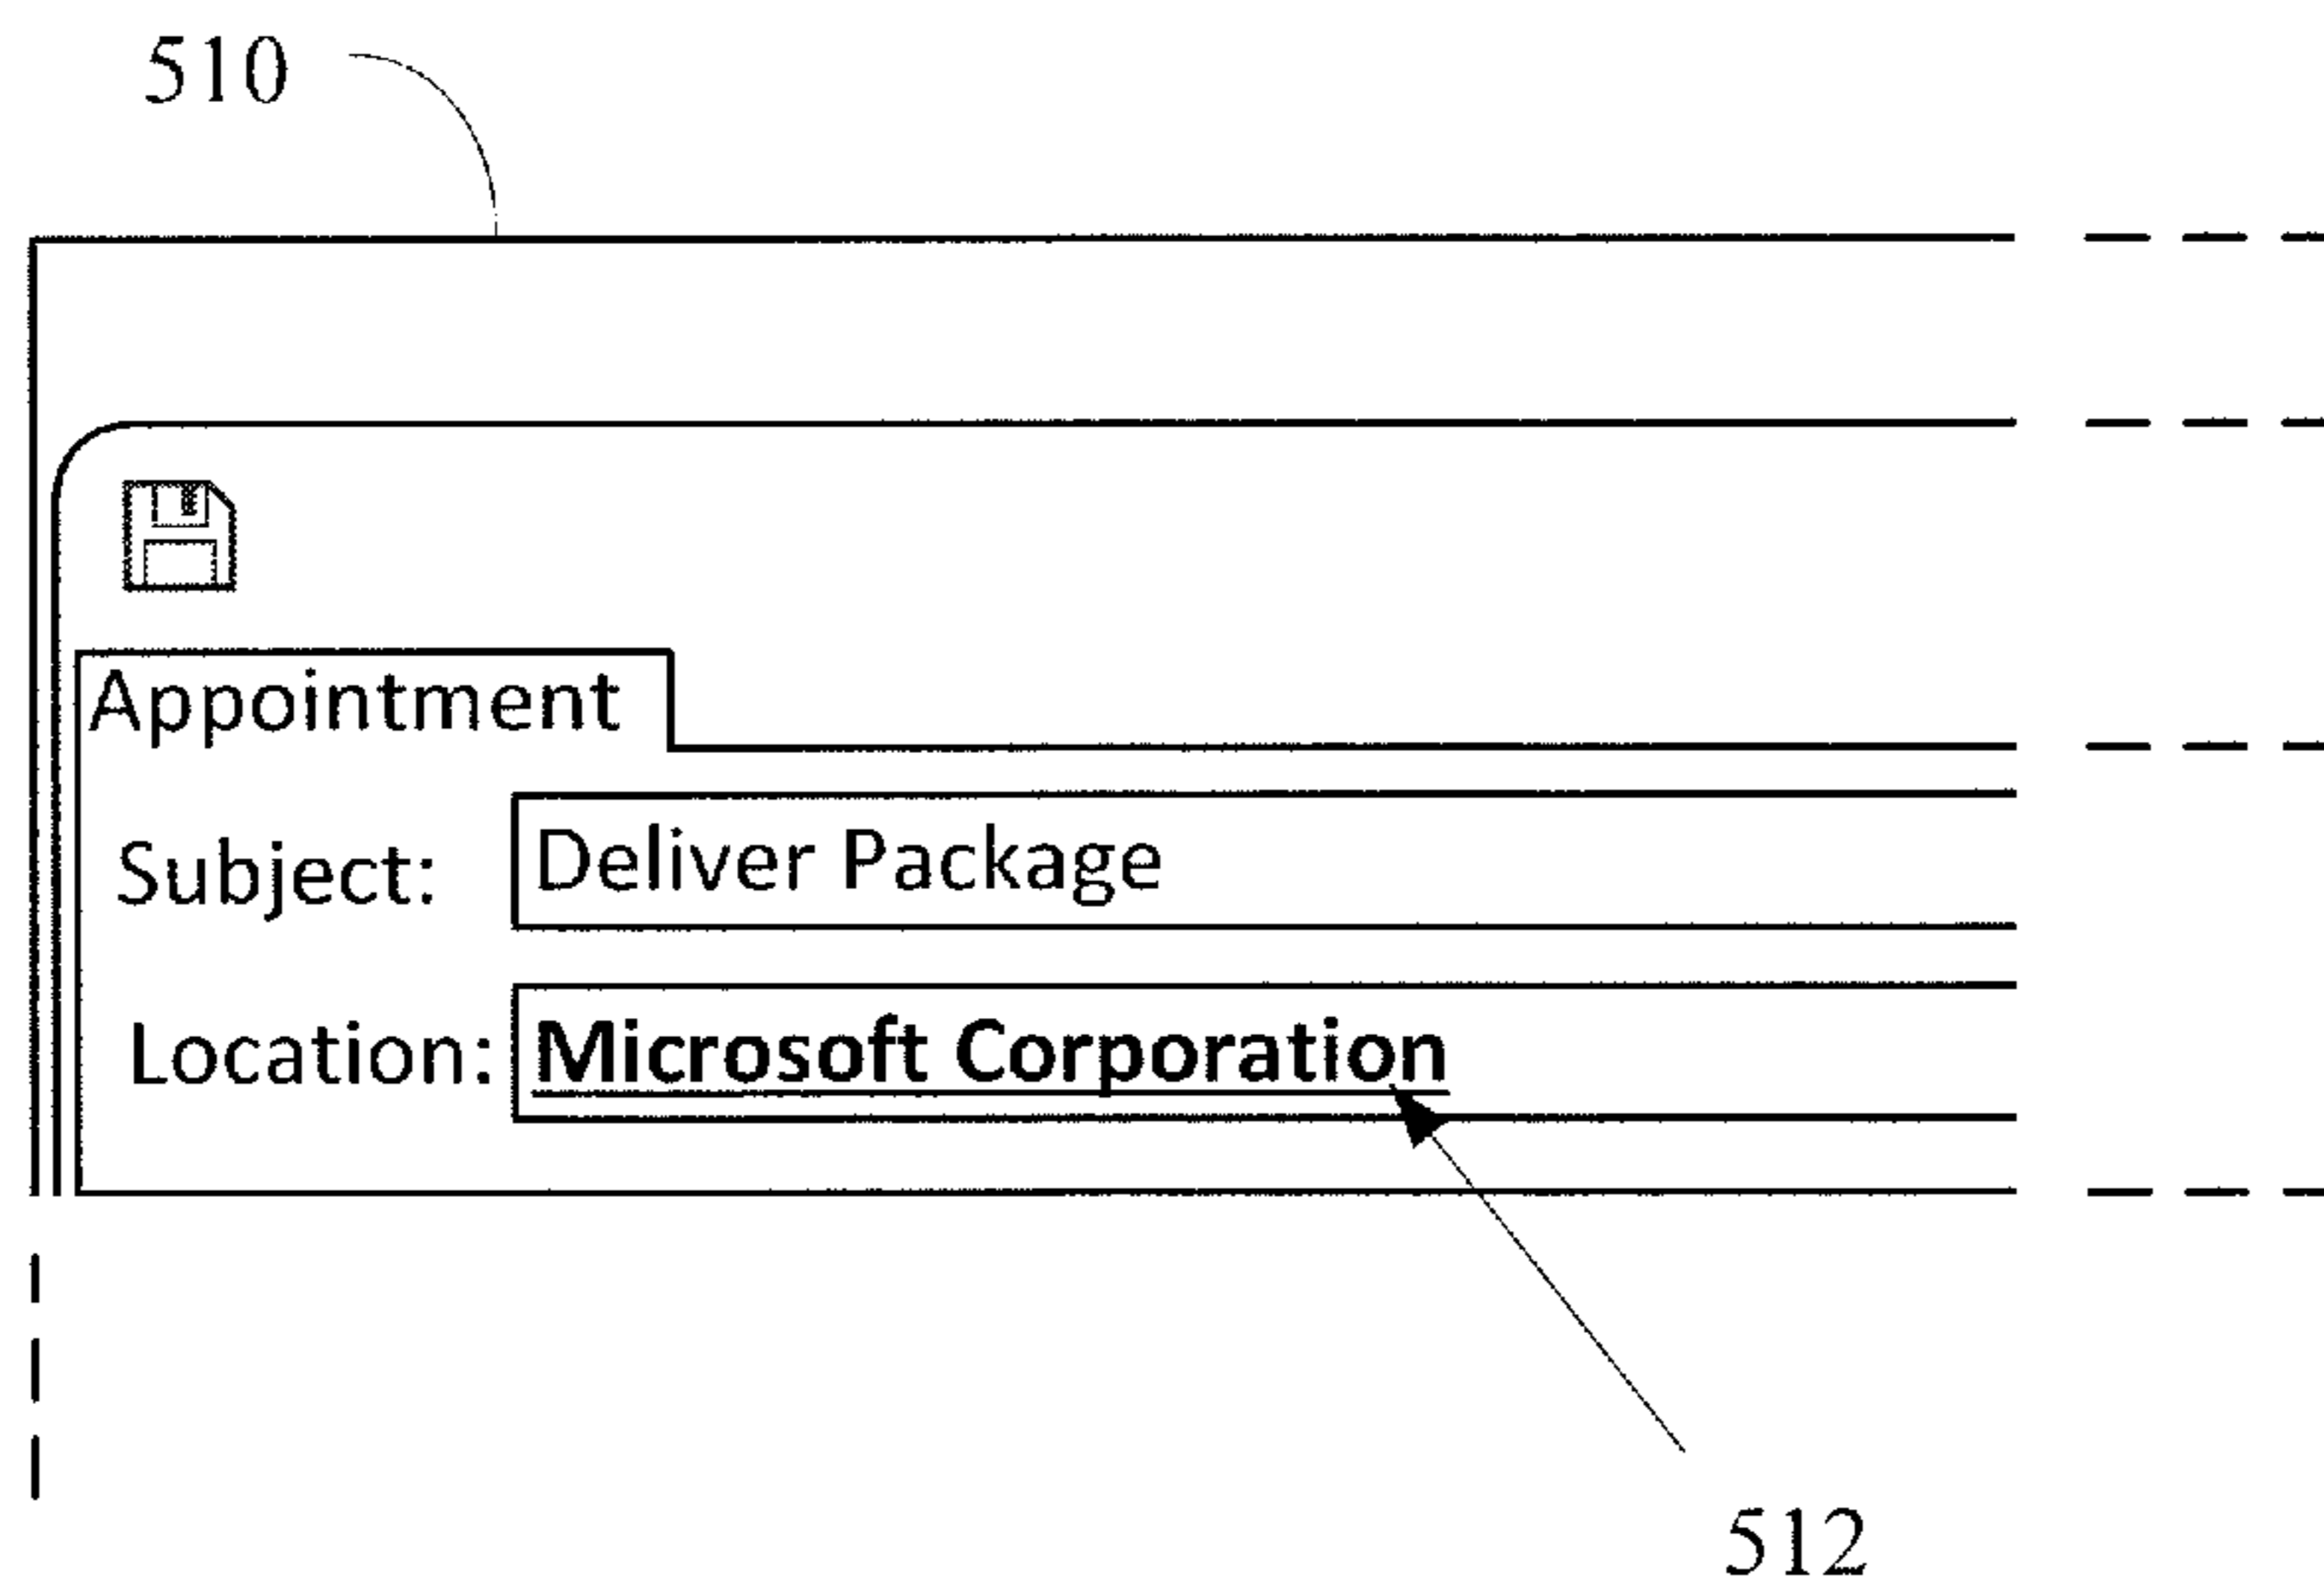 510
Appointment
Subject: Deliver Package
Location: Microsoft Corporation
512